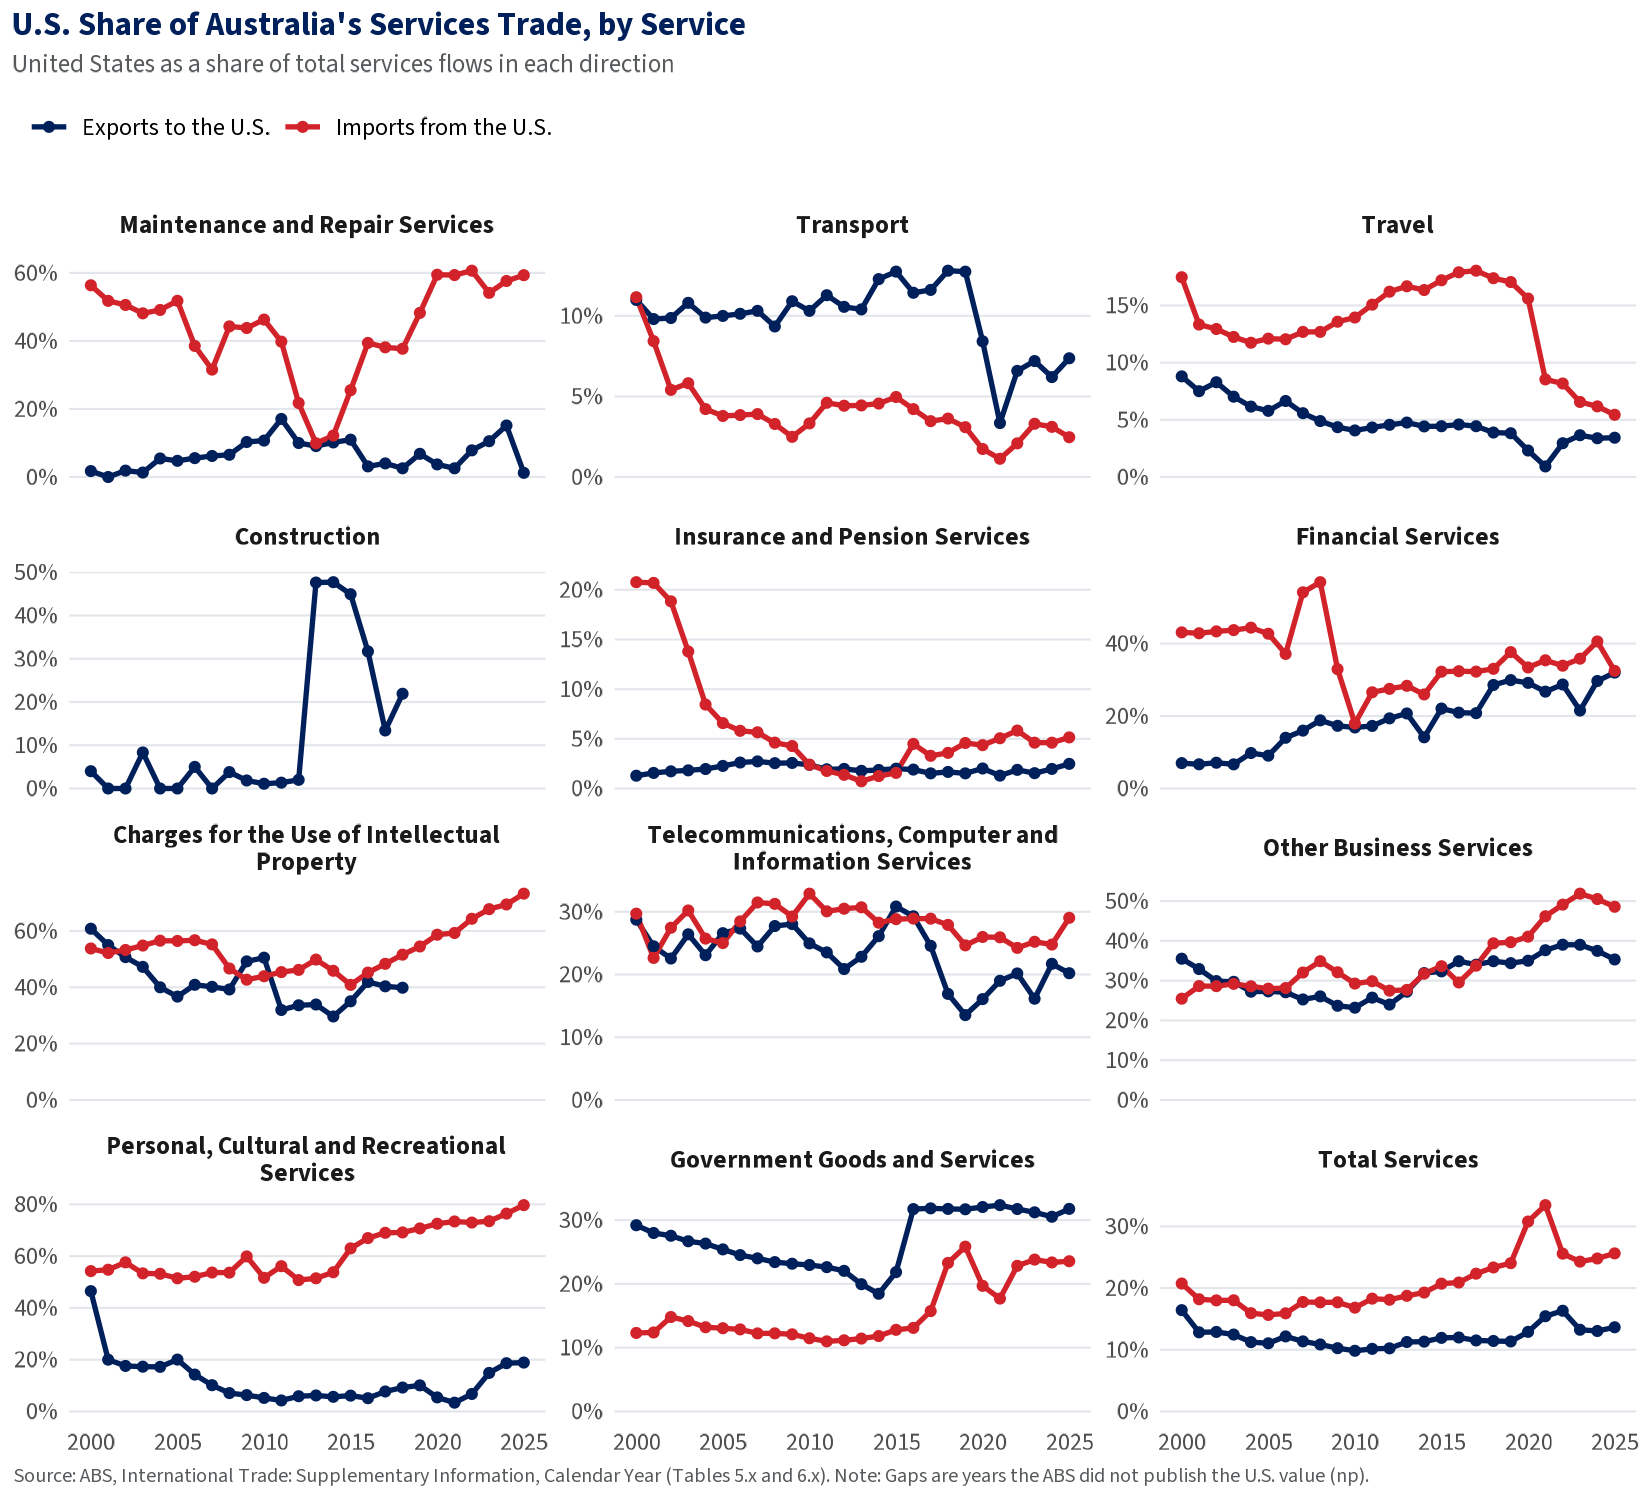 U.S. Share of Australia's Services Trade, by Service
United States as a share of total services flows in each direction
Exports to the U.S. Imports from the U.S.
Maintenance and Repair Services
60%
40%
20%
0%
Transport
10%
5%
0%
Travel
15%
10%
5%
0%
Construction
50%
40%
30%
20%
10%
0%
Insurance and Pension Services
20%
15%
10%
5%
0%
Financial Services
40%
20%
0%
Charges for the Use of Intellectual
Property
60%
40%
20%
0%
Telecommunications, Computer and
Information Services
30%
20%
10%
0%
Other Business Services
50%
40%
30%
20%
10%
0%
Personal, Cultural and Recreational
Services
80%
60%
40%
20%
0%
2000 2005 2010 2015 2020 2025
Government Goods and Services
30%
20%
10%
0%
2000 2005 2010 2015 2020 2025
Total Services
30%
20%
10%
0%
2000 2005 2010 2015 2020 2025
Source: ABS, International Trade: Supplementary Information, Calendar Year (Tables 5.x and 6.x). Note: Gaps are years the ABS did not publish the U.S. value (np).